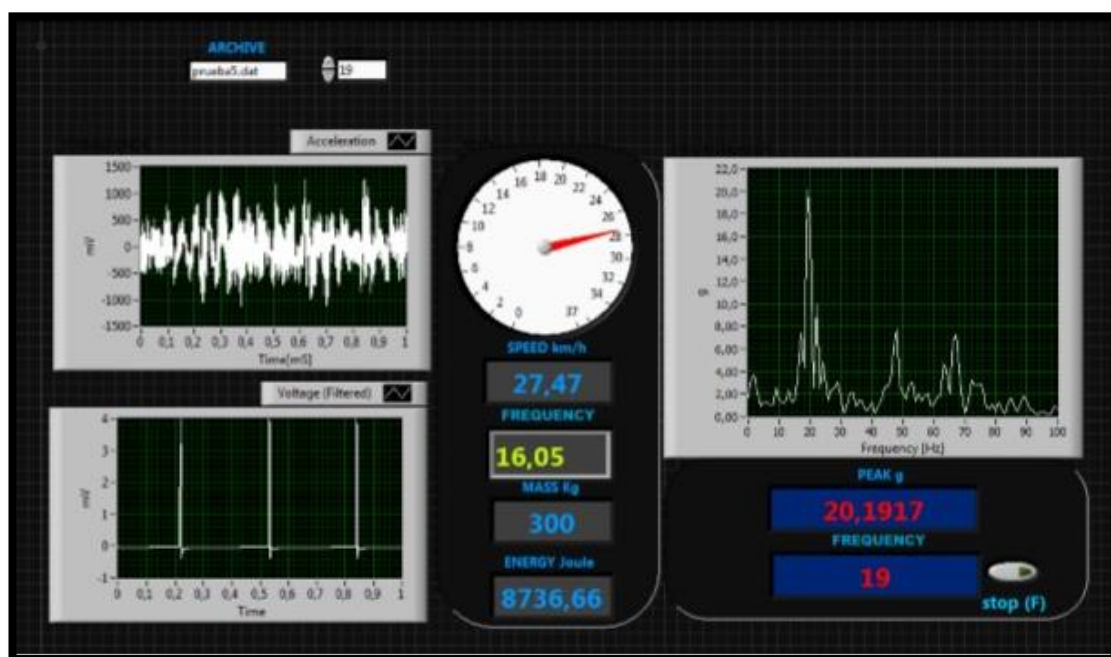 ARCHIVE
prueba5.dat
19
Acceleration
1500
1000
500
0
-500
-1000
-1500
mV
0 0,1 0,2 0,3 0,4 0,5 0,6 0,7 0,8 0,9 1
Time[mS]
Voltage (Filtered)
4
3
2
1
0
-1
mV
0 0,1 0,2 0,3 0,4 0,5 0,6 0,7 0,8 0,9 1
Time
0 2 4 6 8 10 12 14 16 18 20 22 24 26 28 30 32 34 37
SPEED km/h
27,47
FREQUENCY
16,05
MASS Kg
300
ENERGY Joule
8736,66
22,0
18,0
16,0
14,0
12,0
10,0
8,00
6,00
4,00
2,00
0,00
g
0 10 20 30 40 50 60 70 80 90 100
Frequency [Hz]
PEAK g
20,1917
FREQUENCY
19
stop (F)